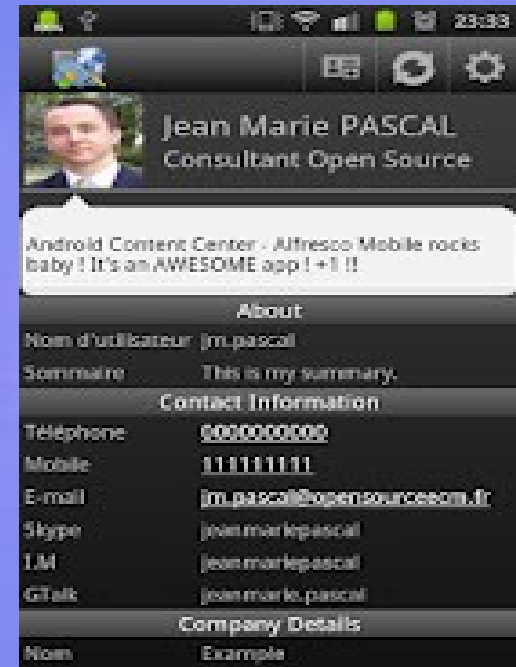 23:33
Jean Marie PASCAL
Consultant Open Source
Android Content Center - Alfresco Mobile rocks
baby ! It's an AWESOME app ! +1 !!
About
Nom d'utilisateur jm.pascal
Sommaire This is my summary.
Contact Information
Téléphone 0000000000
Mobile 111111111
E-mail jm.pascal@opensourceecm.fr
Skype jeanmariepascal
I.M jeanmariepascal
GTalk jeanmarie.pascal
Company Details
Nom Example